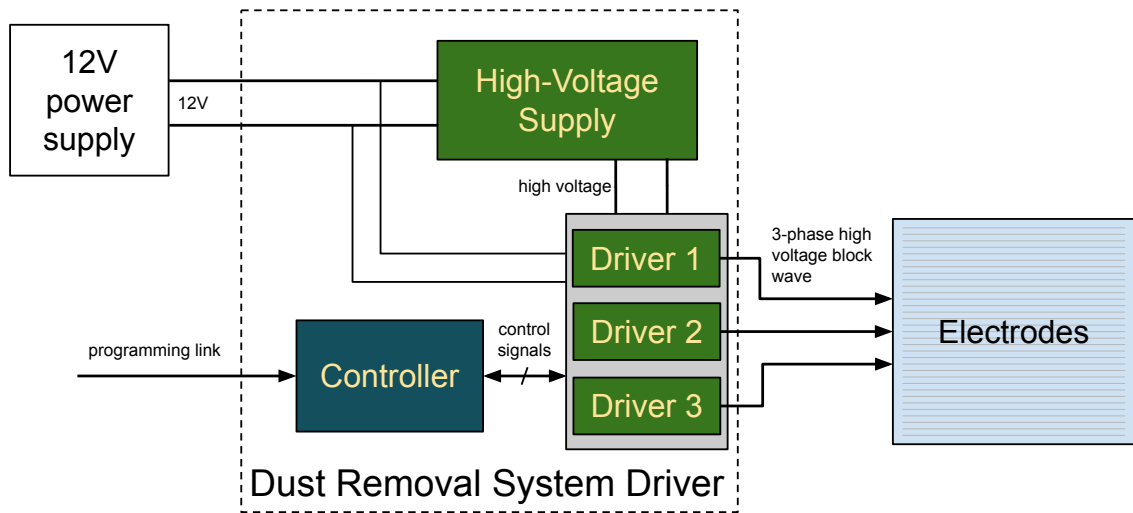 12V
power
supply
12V
High-Voltage
Supply
high voltage
Driver 1
3-phase high
voltage block
wave
Driver 2
Electrodes
programming link
Controller
control
signals
Driver 3
Dust Removal System Driver